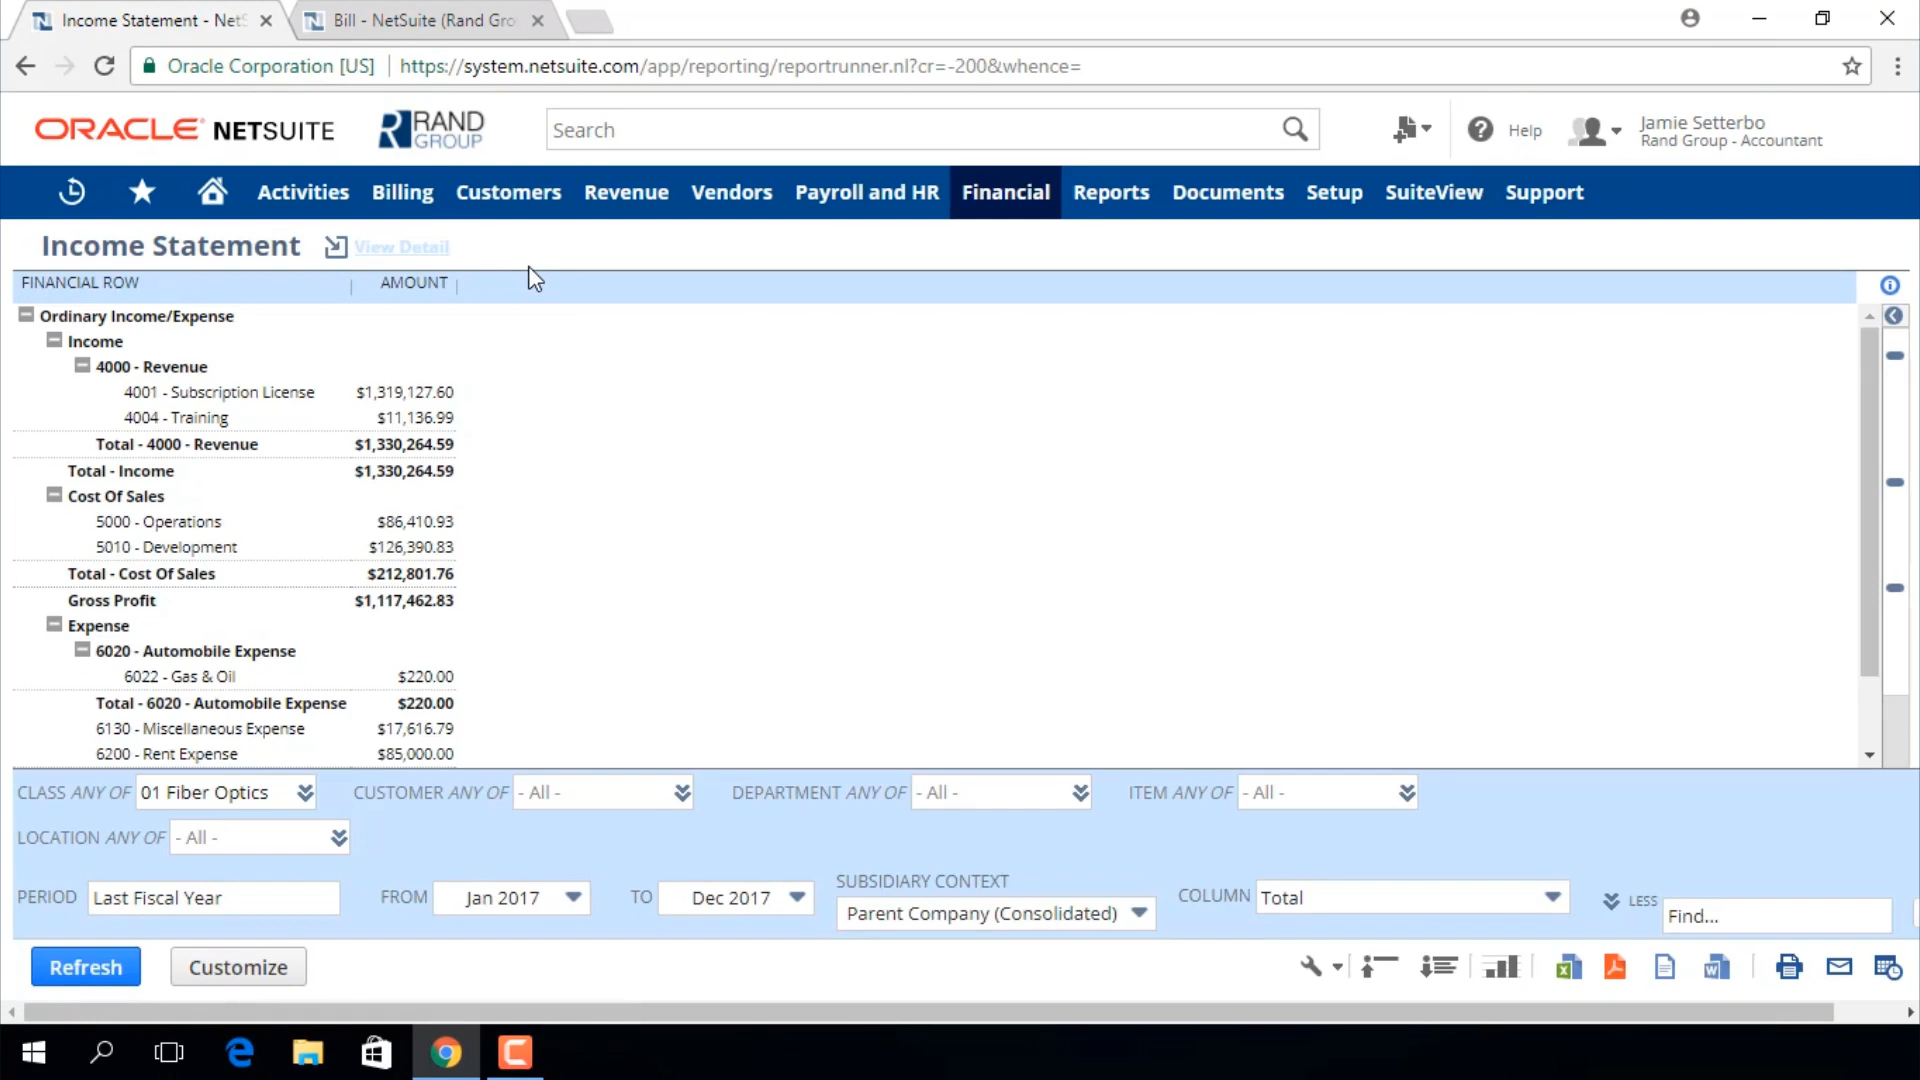 Income Statement - NetS
Bill - NetSuite (Rand Gro
Oracle Corporation [US]
https://system.netsuite.com/app/reporting/reportrunner.nl?cr=-200&whence=
ORACLE NETSUITE
RAND GROUP
Search
Help
Jamie Setterbo
Rand Group - Accountant
Activities Billing Customers Revenue Vendors Payroll and HR Financial Reports Documents Setup SuiteView Support
Income Statement View Detail
FINANCIAL ROW AMOUNT
Ordinary Income/Expense
Income
4000 - Revenue
4001 - Subscription License $1,319,127.60
4004 - Training $11,136.99
Total - 4000 - Revenue $1,330,264.59
Total - Income $1,330,264.59
Cost Of Sales
5000 - Operations $86,410.93
5010 - Development $126,390.83
Total - Cost Of Sales $212,801.76
Gross Profit $1,117,462.83
Expense
6020 - Automobile Expense
6022 - Gas & Oil $220.00
Total - 6020 - Automobile Expense $220.00
6130 - Miscellaneous Expense $17,616.79
6200 - Rent Expense $85,000.00
CLASS ANY OF 01 Fiber Optics CUSTOMER ANY OF - All - DEPARTMENT ANY OF - All - ITEM ANY OF - All -
LOCATION ANY OF - All -
PERIOD Last Fiscal Year FROM Jan 2017 TO Dec 2017
SUBSIDIARY CONTEXT
Parent Company (Consolidated)
COLUMN Total
LESS
Find...
Refresh Customize